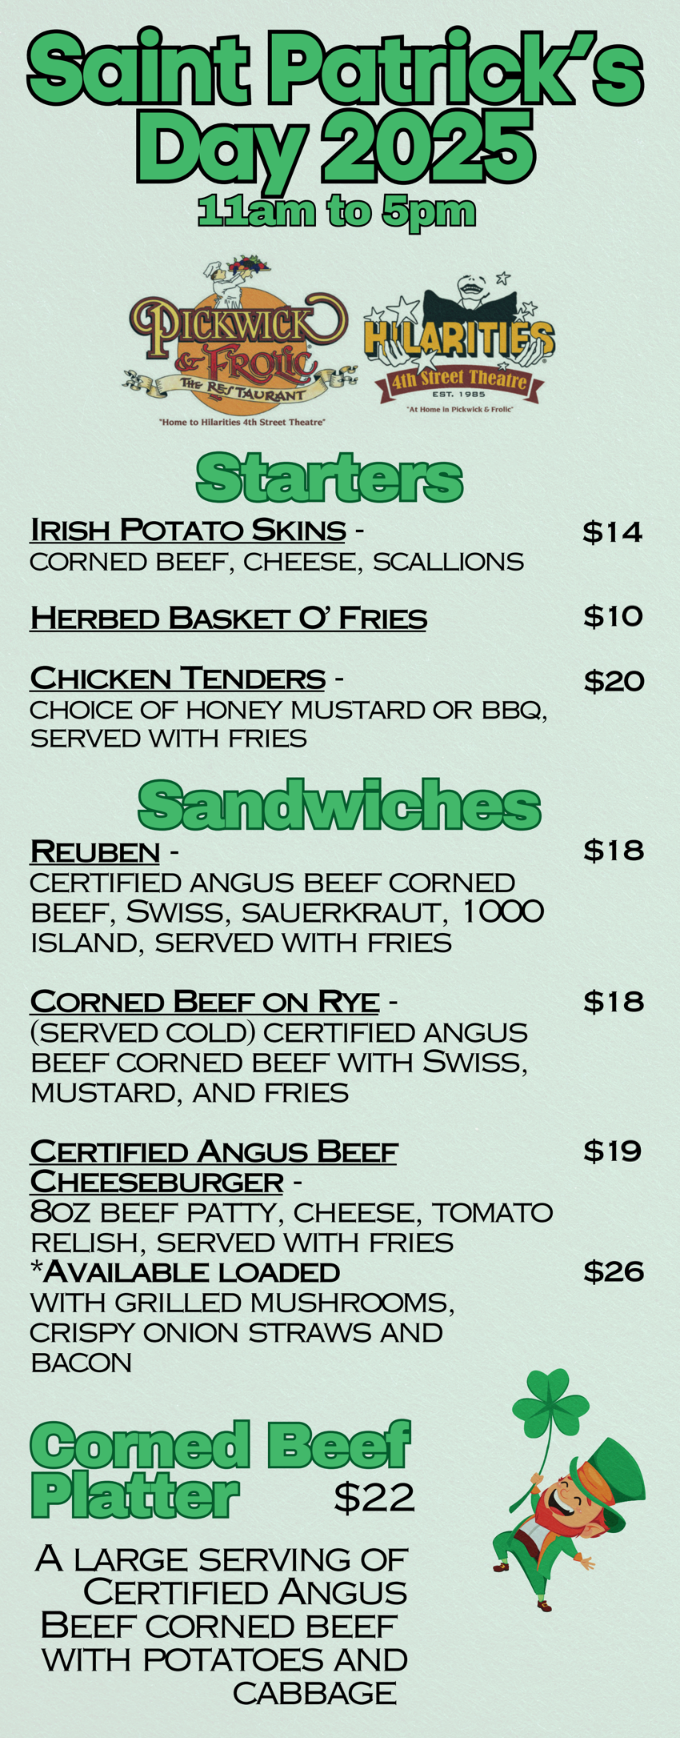 Saint Patrick's
Day 2025
11am to 5pm
PICKWICK
& FROLIC
THE RESTAURANT
"Home to Hilarities 4th Street Theatre"
HILARITIES
4th Street Theatre
EST. 1985
"At Home in Pickwick & Frolic"
Starters
IRISH POTATO SKINS - $14
CORNED BEEF, CHEESE, SCALLIONS
HERBED BASKET O' FRIES $10
CHICKEN TENDERS - $20
CHOICE OF HONEY MUSTARD OR BBQ,
SERVED WITH FRIES
Sandwiches
REUBEN - $18
CERTIFIED ANGUS BEEF CORNED
BEEF, SWISS, SAUERKRAUT, 1000
ISLAND, SERVED WITH FRIES
CORNED BEEF ON RYE - $18
(SERVED COLD) CERTIFIED ANGUS
BEEF CORNED BEEF WITH SWISS,
MUSTARD, AND FRIES
CERTIFIED ANGUS BEEF $19
CHEESEBURGER -
8OZ BEEF PATTY, CHEESE, TOMATO
RELISH, SERVED WITH FRIES
*AVAILABLE LOADED $26
WITH GRILLED MUSHROOMS,
CRISPY ONION STRAWS AND
BACON
Corned Beef
Platter $22
A LARGE SERVING OF
CERTIFIED ANGUS
BEEF CORNED BEEF
WITH POTATOES AND
CABBAGE